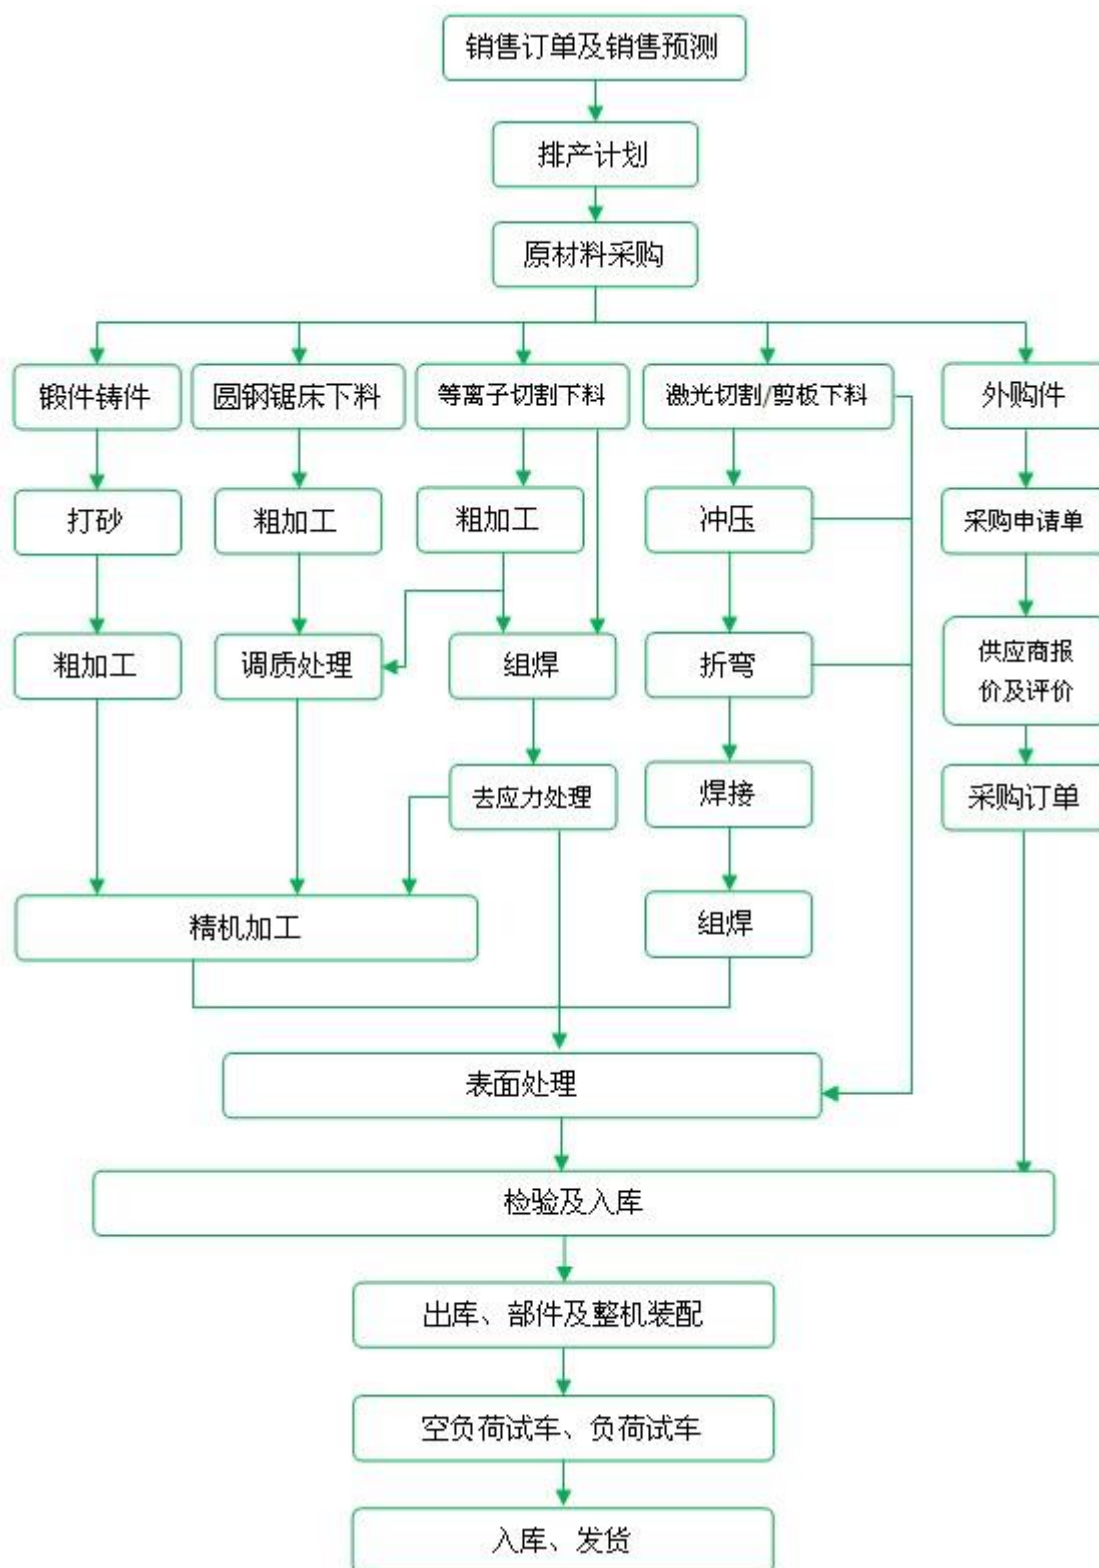 销售订单及销售预测
排产计划
原材料采购
锻件铸件
圆钢锯床下料
等离子切割下料
激光切割/剪板下料
外购件
打砂
粗加工
粗加工
冲压
采购申请单
粗加工
调质处理
组焊
折弯
供应商报
价及评价
去应力处理
焊接
采购订单
精机加工
组焊
表面处理
检验及入库
出库、部件及整机装配
空负荷试车、负荷试车
入库、发货